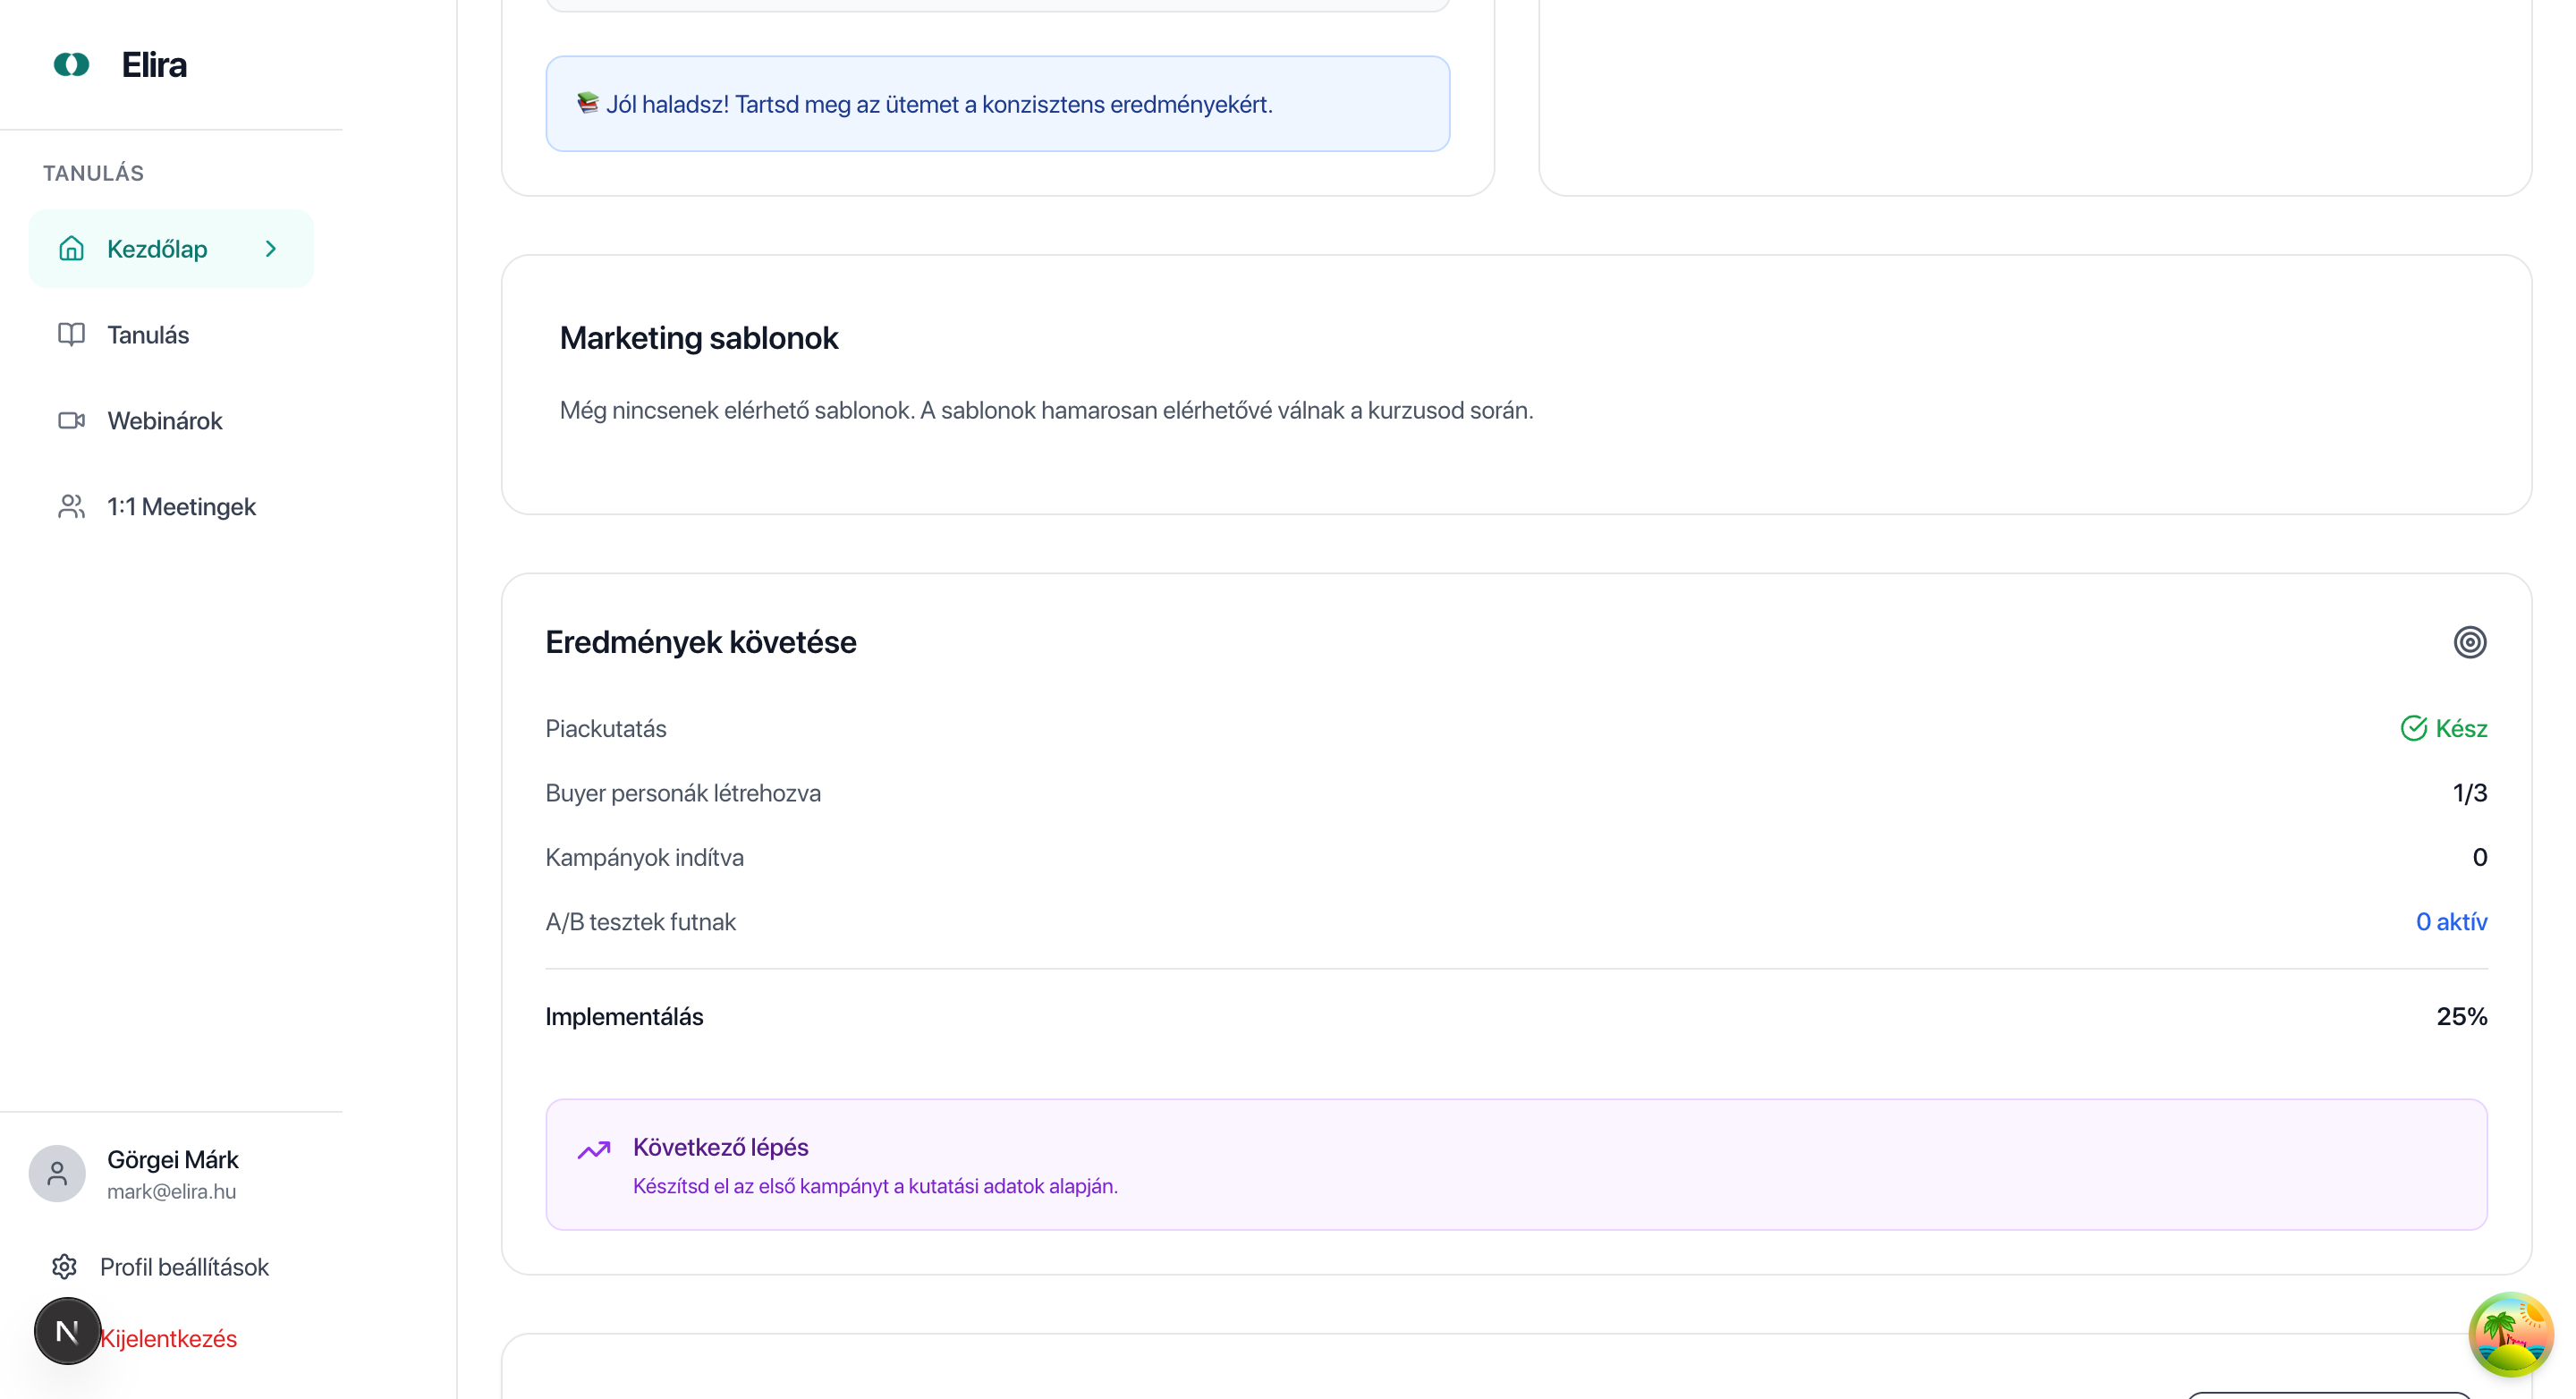 Elira
TANULÁS
Kezdőlap
Tanulás
Webinárok
1:1 Meetingek
Görgei Márk
mark@elira.hu
Profil beállítások
N
Kijelentkezés
Jól haladsz! Tartsd meg az ütemet a konzisztens eredményekért.
Marketing sablonok
Még nincsenek elérhető sablonok. A sablonok hamarosan elérhetővé válnak a kurzusod során.
Eredmények követése
Piackutatás
Kész
Buyer personák létrehozva
1/3
Kampányok indítva
0
A/B tesztek futnak
0 aktív
Implementálás
25%
Következő lépés
Készítsd el az első kampányt a kutatási adatok alapján.